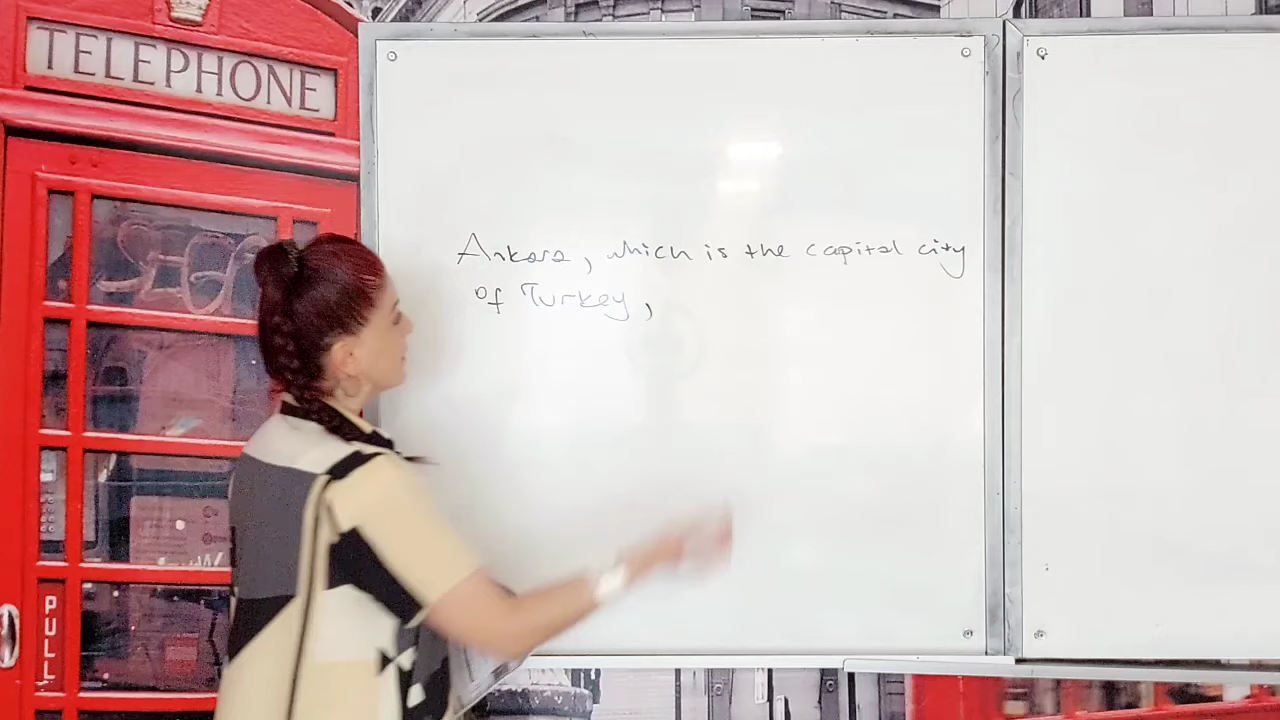 TELEPHONE
Ankara, which is the capital city
of Turkey,
PULL